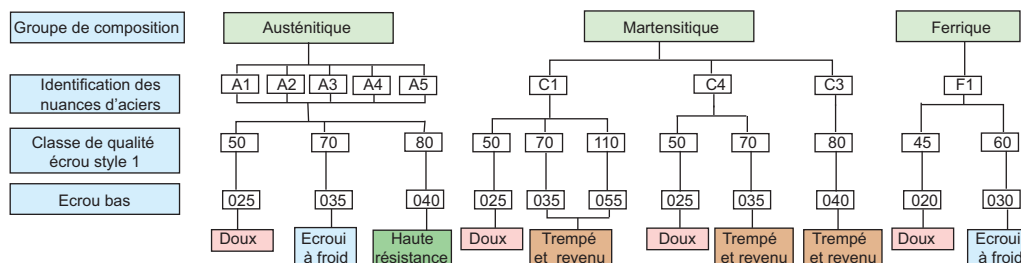 Groupe de composition
Austénitique
Martensitique
Ferrique
Identification des
nuances d'aciers
A1 A2 A3 A4 A5 C1 C4 C3 F1
Classe de qualité
écrou style 1
50 70 80 50 70 110 50 70 80 45 60
Ecrou bas
025 035 040 025 035 055 025 035 040 020 030
Doux
Ecroui
à froid
Haute
résistance
Doux
Trempé
et revenu
Doux
Trempé
et revenu
Trempé
et revenu
Doux
Ecroui
à froid